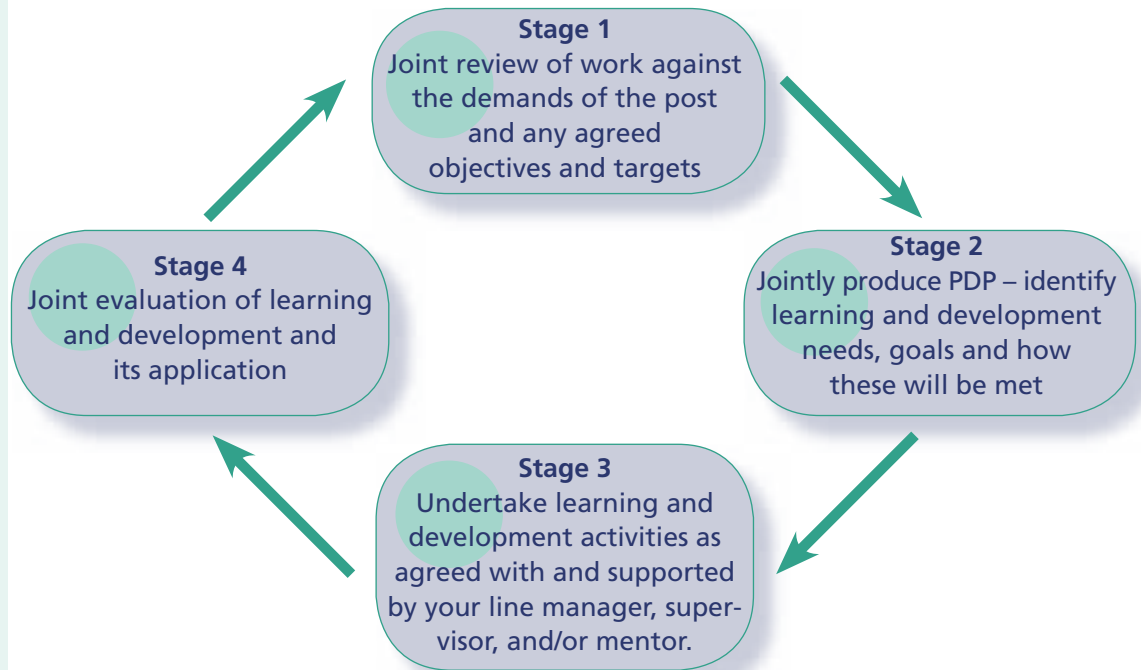 Stage 1
Joint review of work against
the demands of the post
and any agreed
objectives and targets
Stage 2
Jointly produce PDP – identify
learning and development
needs, goals and how
these will be met
Stage 3
Undertake learning and
development activities as
agreed with and supported
by your line manager, super-
visor, and/or mentor.
Stage 4
Joint evaluation of learning
and development and
its application